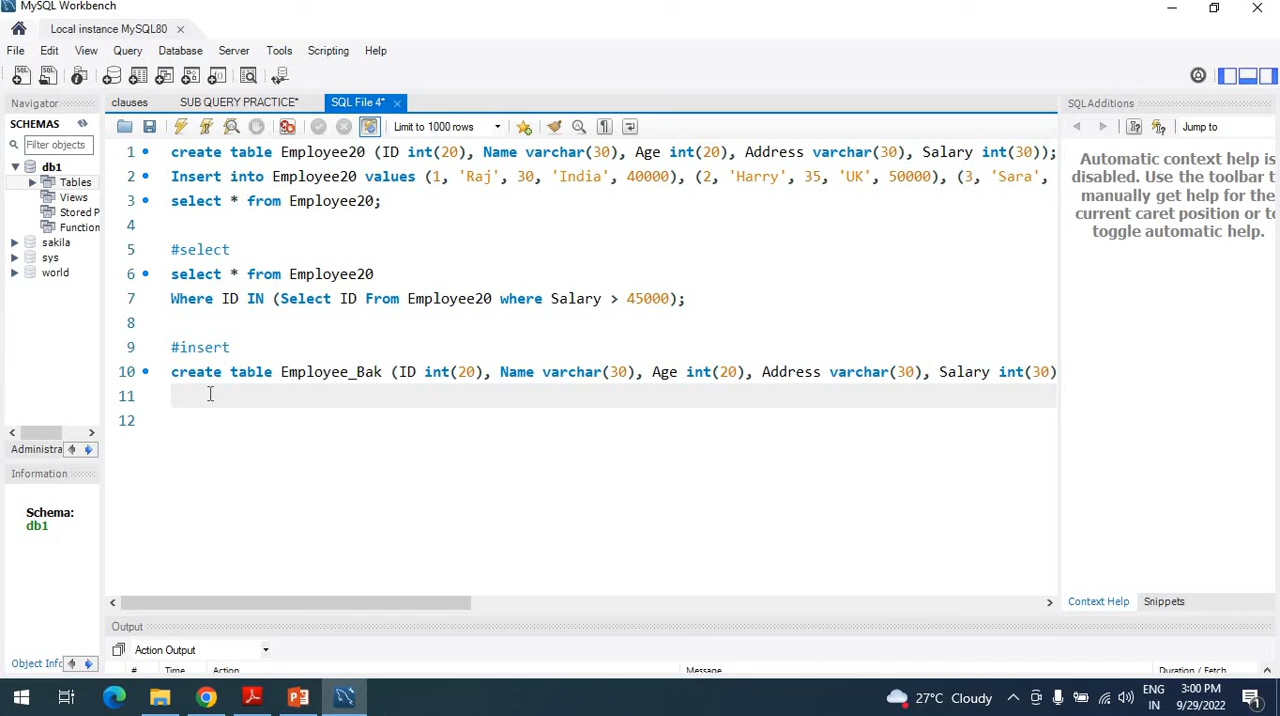 MySQL Workbench
Local instance MySQL80
File Edit View Query Database Server Tools Scripting Help
Navigator
SCHEMAS
Filter objects
db1
Tables
Views
Stored P
Function
sakila
sys
world
Administra
Information
Schema:
db1
Object Info
clauses SUB QUERY PRACTICE* SQL File 4*
Limit to 1000 rows
1 create table Employee20 (ID int(20), Name varchar(30), Age int(20), Address varchar(30), Salary int(30));
2 Insert into Employee20 values (1, 'Raj', 30, 'India', 40000), (2, 'Harry', 35, 'UK', 50000), (3, 'Sara',
3 select * from Employee20;
4
5 #select
6 select * from Employee20
7 Where ID IN (Select ID From Employee20 where Salary > 45000);
8
9 #insert
10 create table Employee_Bak (ID int(20), Name varchar(30), Age int(20), Address varchar(30), Salary int(30)
11
12
Output
Action Output
# Time Action Message Duration / Fetch
SQL Additions
Jump to
Automatic context help is
disabled. Use the toolbar t
manually get help for the
current caret position or to
toggle automatic help.
Context Help Snippets
27°C Cloudy
ENG
IN
3:00 PM
9/29/2022
1